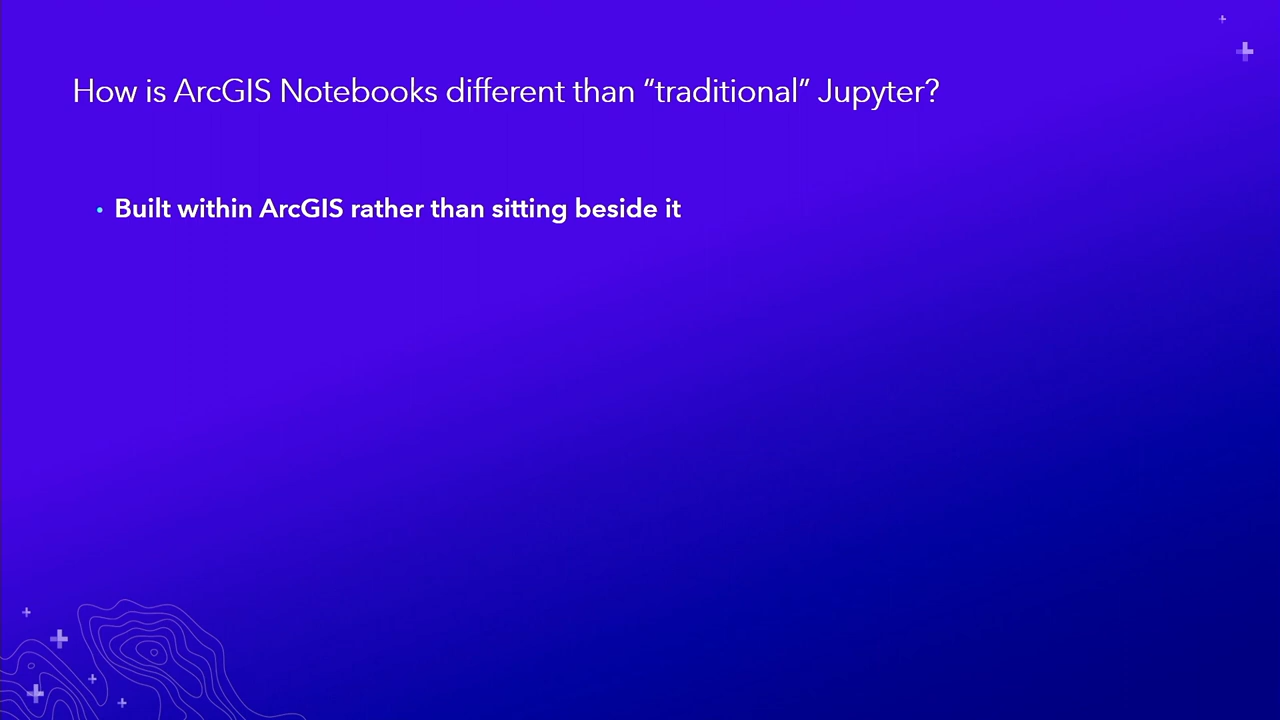 How is ArcGIS Notebooks different than “traditional” Jupyter?
• Built within ArcGIS rather than sitting beside it